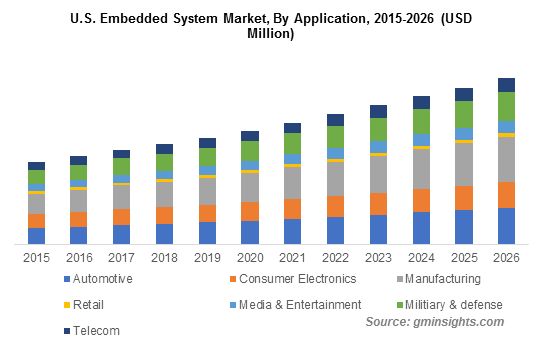 U.S. Embedded System Market, By Application, 2015-2026 (USD
Million)
2015 2016 2017 2018 2019 2020 2021 2022 2023 2024 2025 2026
Automotive Consumer Electronics Manufacturing
Retail Media & Entertainment Militiary & defense
Telecom
Source: gminsights.com